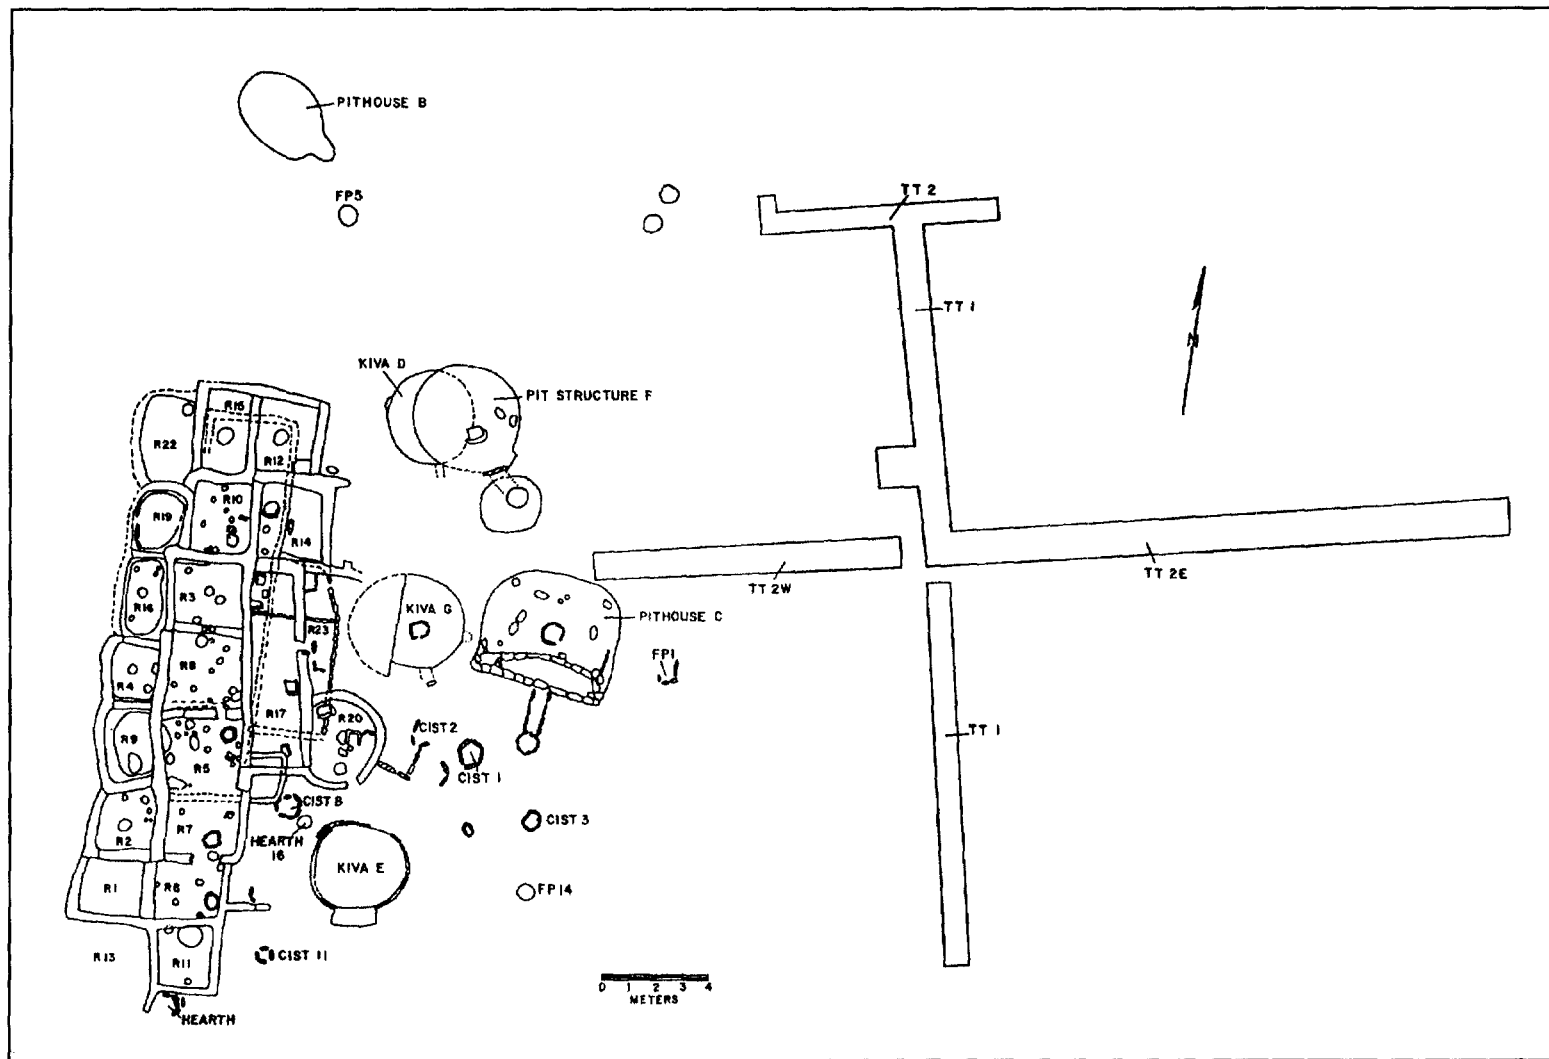 PITHOUSE B
FP5
TT 2
TT 1
N
KIVA D
PIT STRUCTURE F
R15
R22
R12
R10
R19
R14
TT 2W
TT 2E
R16
R3
KIVA G
R23
PITHOUSE C
FP1
R8
R4
R17
R20
CIST 2
R9
R5
CIST 1
TT 1
CIST 8
R2
R7
HEARTH
16
CIST 3
KIVA E
R1
R6
FP14
R13
R11
CIST 11
0 1 2 3 4
METERS
HEARTH